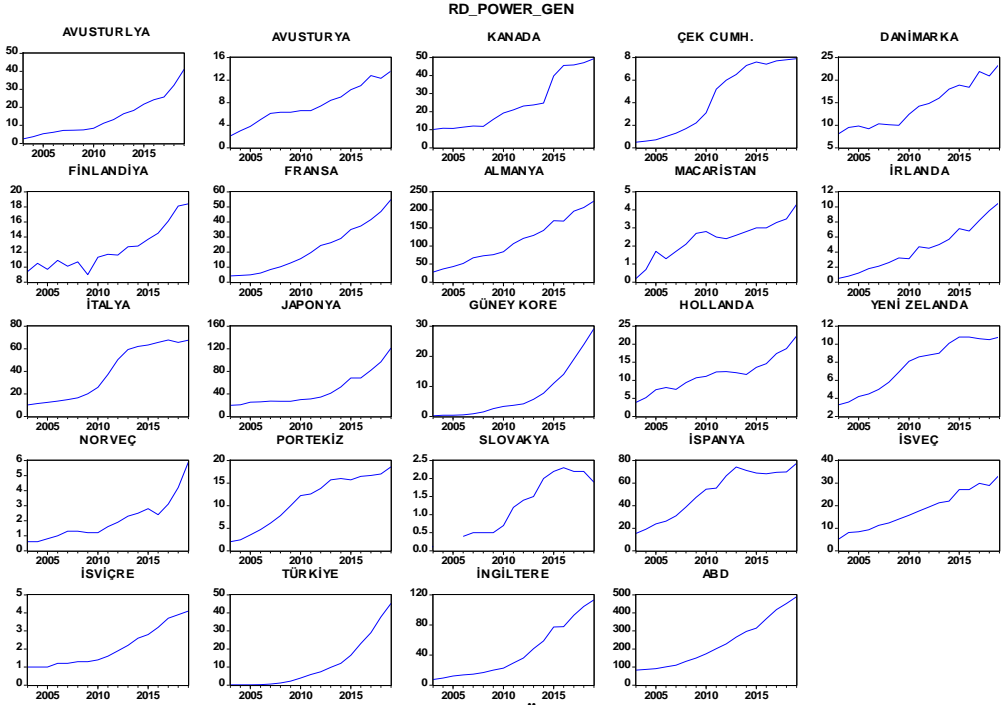 RD_POWER_GEN
AVUSTURLYA
50
40
30
20
10
0
2005 2010 2015
AVUSTURYA
16
12
8
4
0
2005 2010 2015
KANADA
50
40
30
20
10
0
2005 2010 2015
ÇEK CUMH.
8
6
4
2
0
2005 2010 2015
DANİMARKA
25
20
15
10
5
2005 2010 2015
FİNLANDİYA
20
18
16
14
12
10
8
2005 2010 2015
FRANSA
60
50
40
30
20
10
0
2005 2010 2015
ALMANYA
250
200
150
100
50
0
2005 2010 2015
MACARİSTAN
5
4
3
2
1
0
2005 2010 2015
İRLANDA
12
10
8
6
4
2
0
2005 2010 2015
İTALYA
80
60
40
20
0
2005 2010 2015
JAPONYA
160
120
80
40
0
2005 2010 2015
GÜNEY KORE
30
20
10
0
2005 2010 2015
HOLLANDA
25
20
15
10
5
0
2005 2010 2015
YENİ ZELANDA
12
10
8
6
4
2
2005 2010 2015
NORVEÇ
6
5
4
3
2
1
0
2005 2010 2015
PORTEKİZ
20
15
10
5
0
2005 2010 2015
SLOVAKYA
2.5
2.0
1.5
1.0
0.5
0.0
2005 2010 2015
İSPANYA
80
60
40
20
0
2005 2010 2015
İSVEÇ
40
30
20
10
0
2005 2010 2015
İSVİÇRE
5
4
3
2
1
0
2005 2010 2015
TÜRKİYE
50
40
30
20
10
0
2005 2010 2015
İNGİLTERE
120
80
40
0
2005 2010 2015
ABD
500
400
300
200
100
0
2005 2010 2015